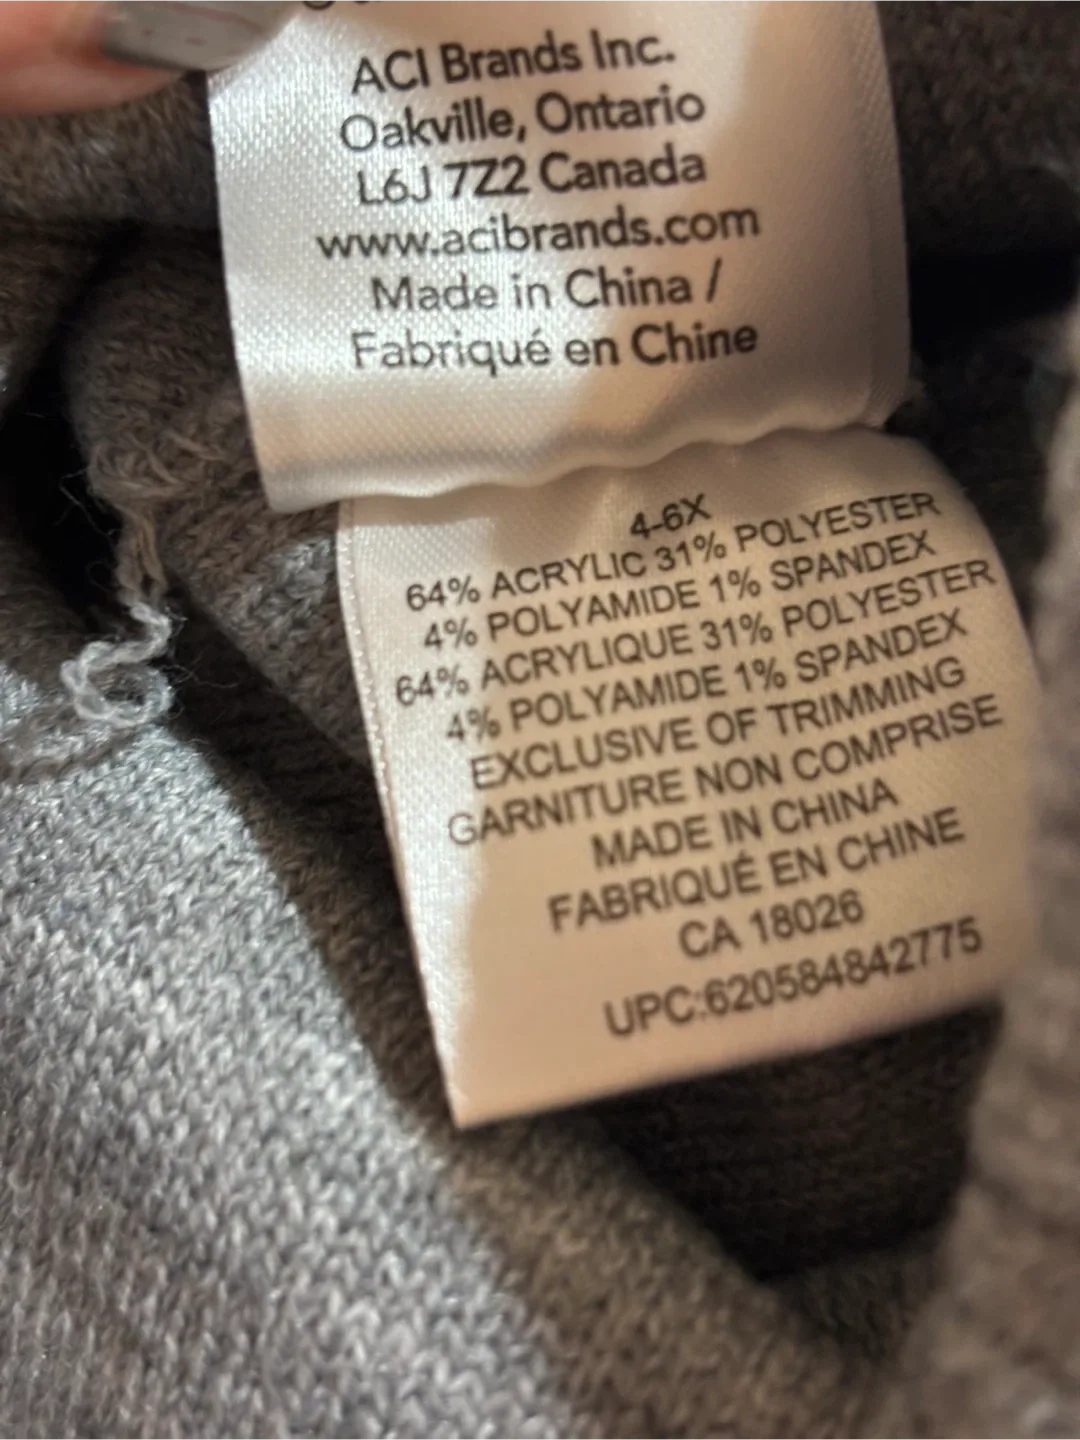 ACI Brands Inc.
Oakville, Ontario
L6J 7Z2 Canada
www.acibrands.com
Made in China /
Fabriqué en Chine
4-6X
64% ACRYLIC 31% POLYESTER
4% POLYAMIDE 1% SPANDEX
64% ACRYLIQUE 31% POLYESTER
4% POLYAMIDE 1% SPANDEX
EXCLUSIVE OF TRIMMING
GARNITURE NON COMPRISE
MADE IN CHINA
FABRIQUÉ EN CHINE
CA 18026
UPC:620584842775